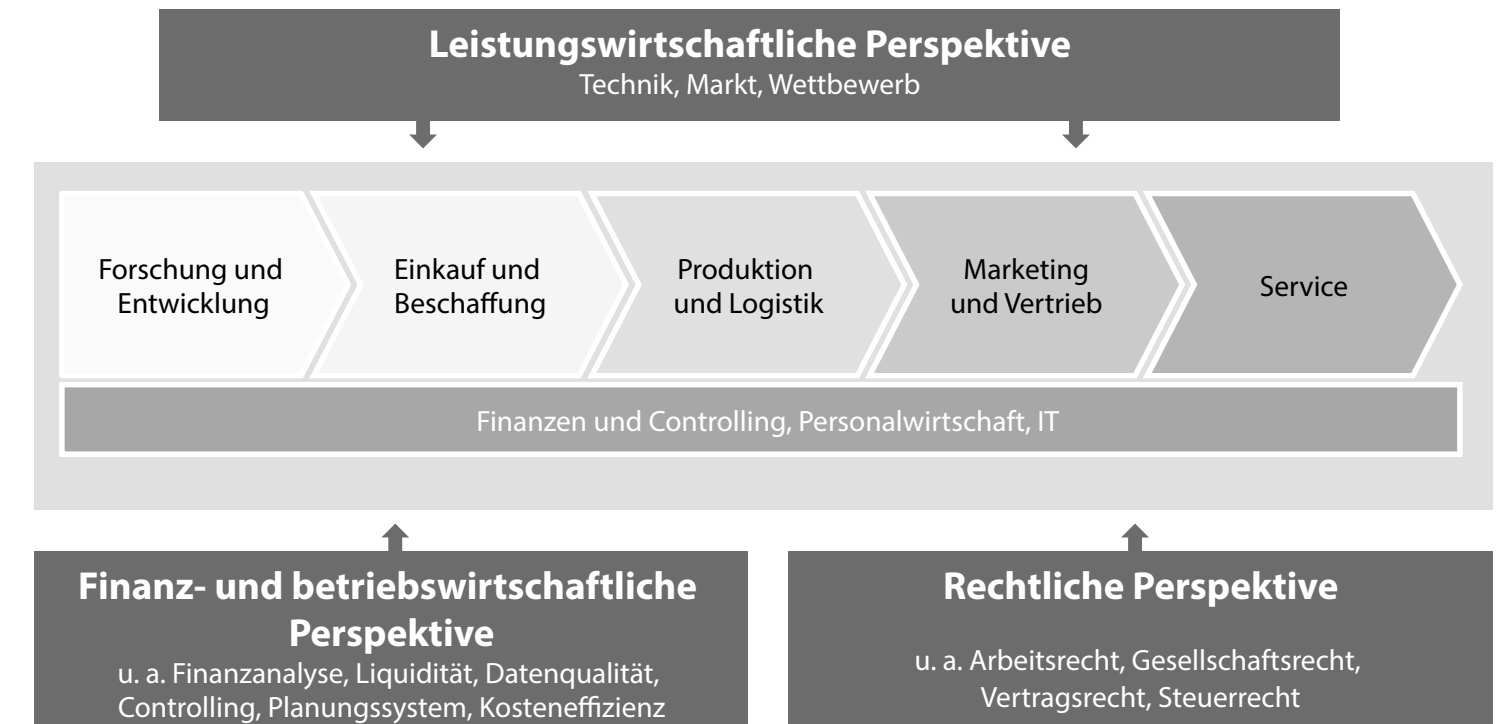 Leistungswirtschaftliche Perspektive
Technik, Markt, Wettbewerb
Forschung und
Entwicklung
Einkauf und
Beschaffung
Produktion
und Logistik
Marketing
und Vertrieb
Service
Finanzen und Controlling, Personalwirtschaft, IT
Finanz- und betriebswirtschaftliche
Perspektive
u. a. Finanzanalyse, Liquidität, Datenqualität,
Controlling, Planungssystem, Kosteneffizienz
Rechtliche Perspektive
u. a. Arbeitsrecht, Gesellschaftsrecht,
Vertragsrecht, Steuerrecht